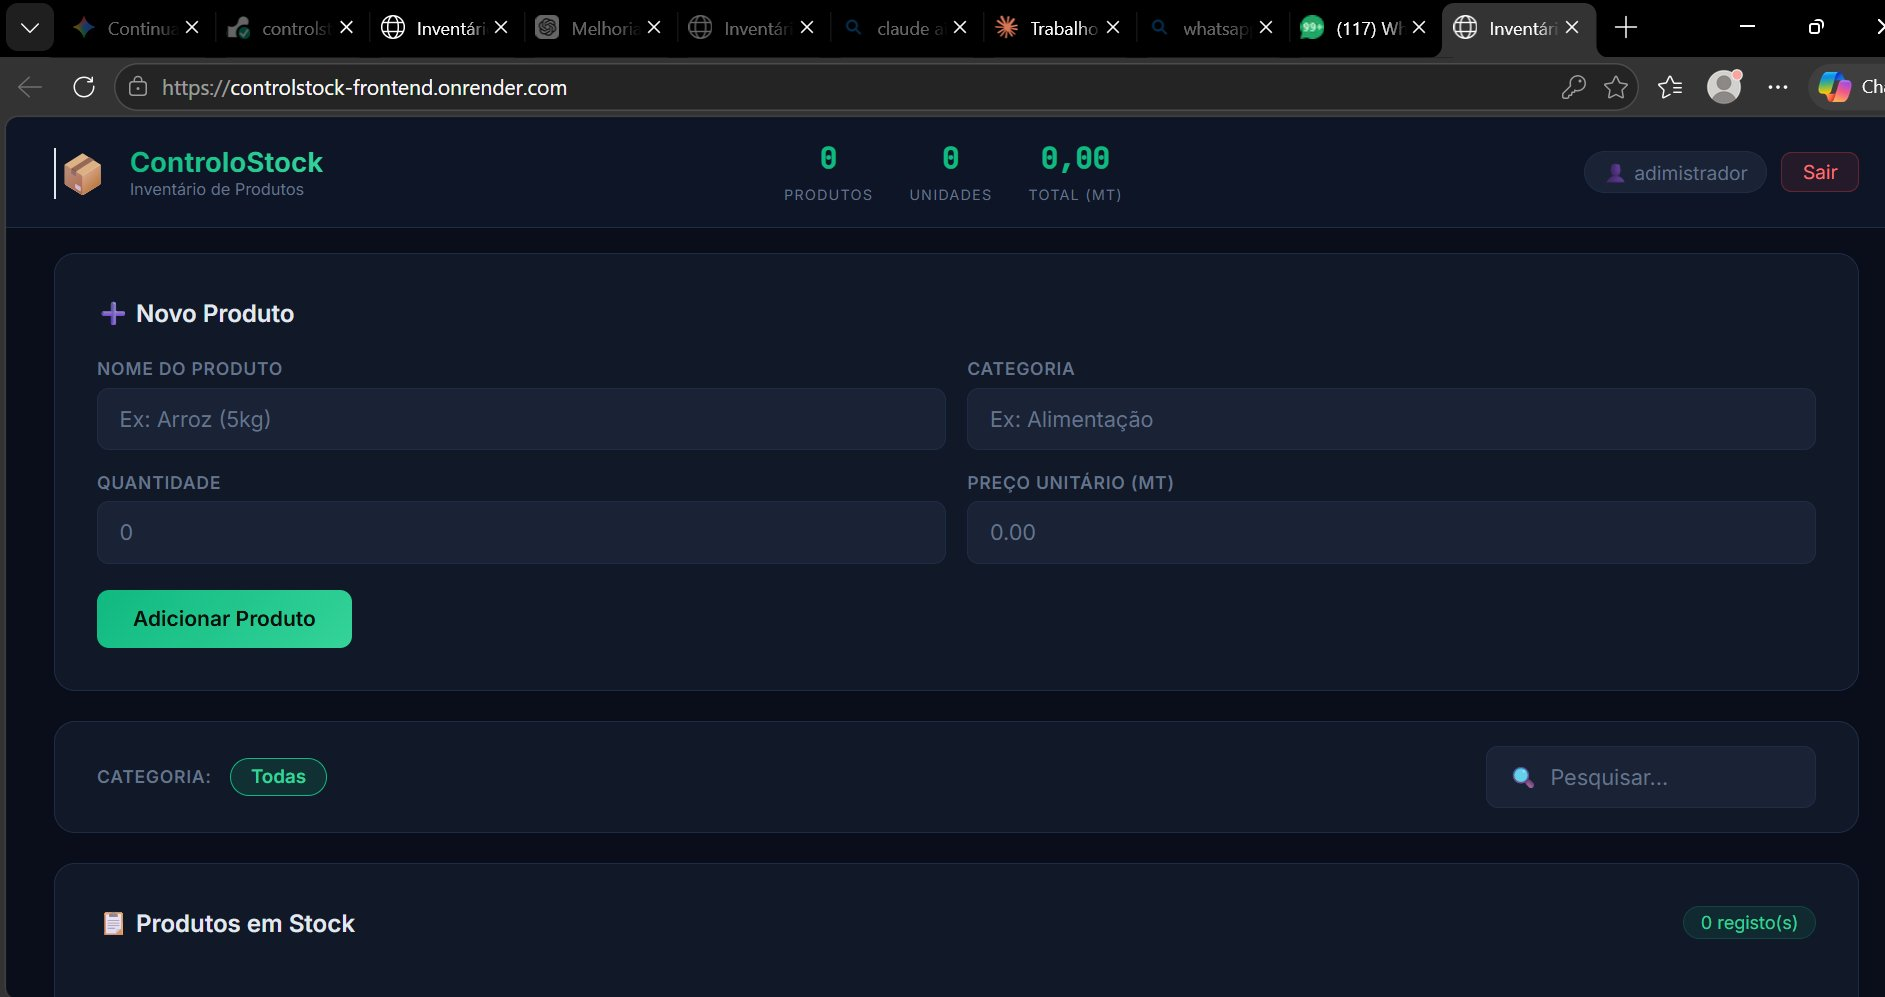 Continua
controlst
Inventári
Melhoria
Inventári
claude a
Trabalho
whatsap
99+
(117) Wh
Inventári
https://controlstock-frontend.onrender.com
ControloStock
Inventário de Produtos
0
PRODUTOS
0
UNIDADES
0,00
TOTAL (MT)
adimistrador
Sair
Novo Produto
NOME DO PRODUTO
CATEGORIA
Ex: Arroz (5kg)
Ex: Alimentação
QUANTIDADE
PREÇO UNITÁRIO (MT)
0
0.00
Adicionar Produto
CATEGORIA:
Todas
Pesquisar...
Produtos em Stock
0 registo(s)